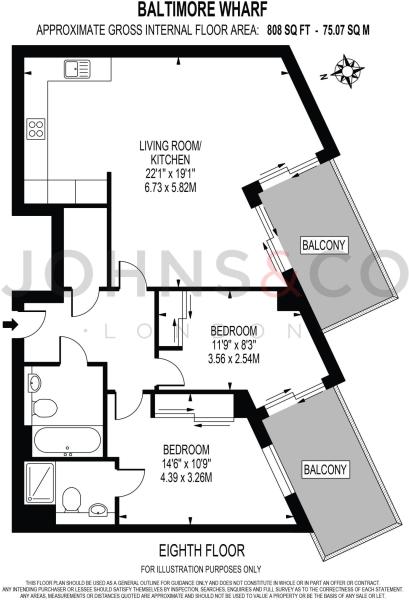 BALTIMORE WHARF
APPROXIMATE GROSS INTERNAL FLOOR AREA: 808 SQ FT - 75.07 SQ M
N
LIVING ROOM/
KITCHEN
22'1" x 19'1"
6.73 x 5.82M
BALCONY
JOHNS&CO
· LONDON ·
BEDROOM
11'9" x 8'3"
3.56 x 2.54M
BEDROOM
14'6" x 10'9"
4.39 x 3.26M
BALCONY
EIGHTH FLOOR
FOR ILLUSTRATION PURPOSES ONLY
THIS FLOOR PLAN SHOULD BE USED AS A GENERAL OUTLINE FOR GUIDANCE ONLY AND DOES NOT CONSTITUTE IN WHOLE OR IN PART AN OFFER OR CONTRACT.
ANY INTENDING PURCHASER OR LESSEE SHOULD SATISFY THEMSELVES BY INSPECTION, SEARCHES, ENQUIRIES AND FULL SURVEY AS TO THE CORRECTNESS OF EACH STATEMENT.
ANY AREAS, MEASUREMENTS OR DISTANCES QUOTED ARE APPROXIMATE AND SHOULD NOT BE USED TO VALUE A PROPERTY OR BE THE BASIS OF ANY SALE OR LET.